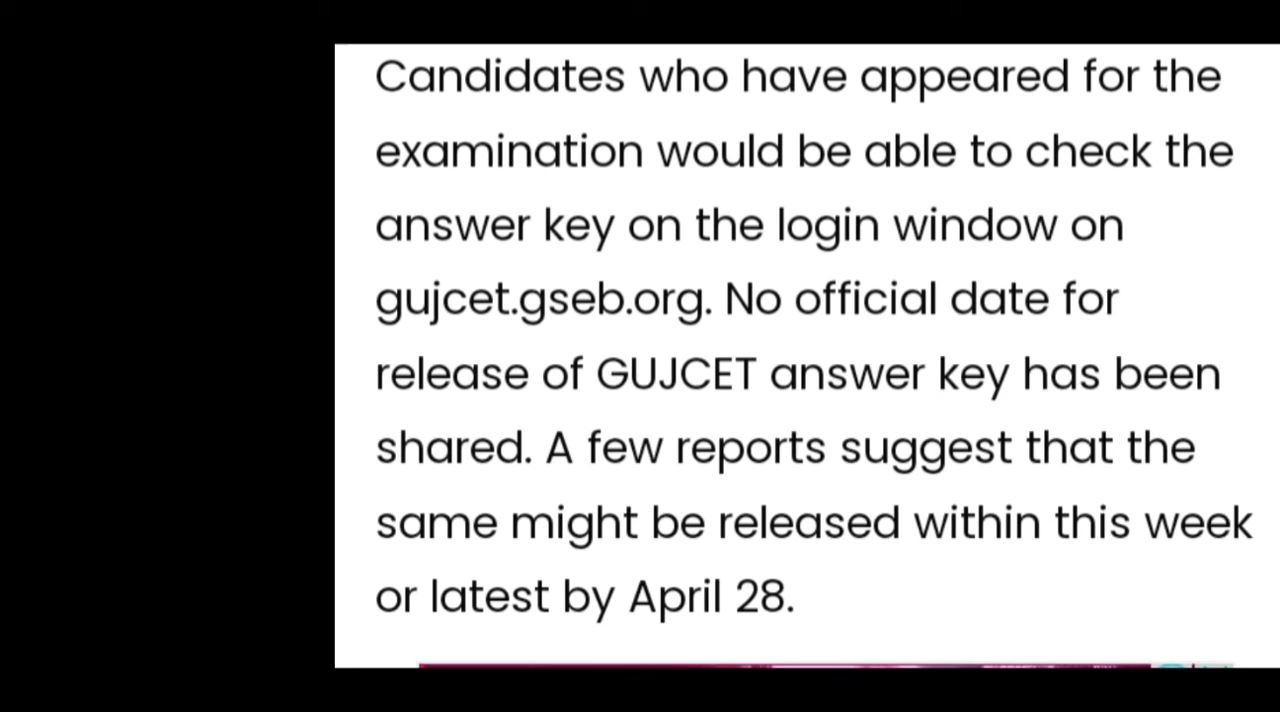 Candidates who have appeared for the
examination would be able to check the
answer key on the login window on
gujcet.gseb.org. No official date for
release of GUJCET answer key has been
shared. A few reports suggest that the
same might be released within this week
or latest by April 28.